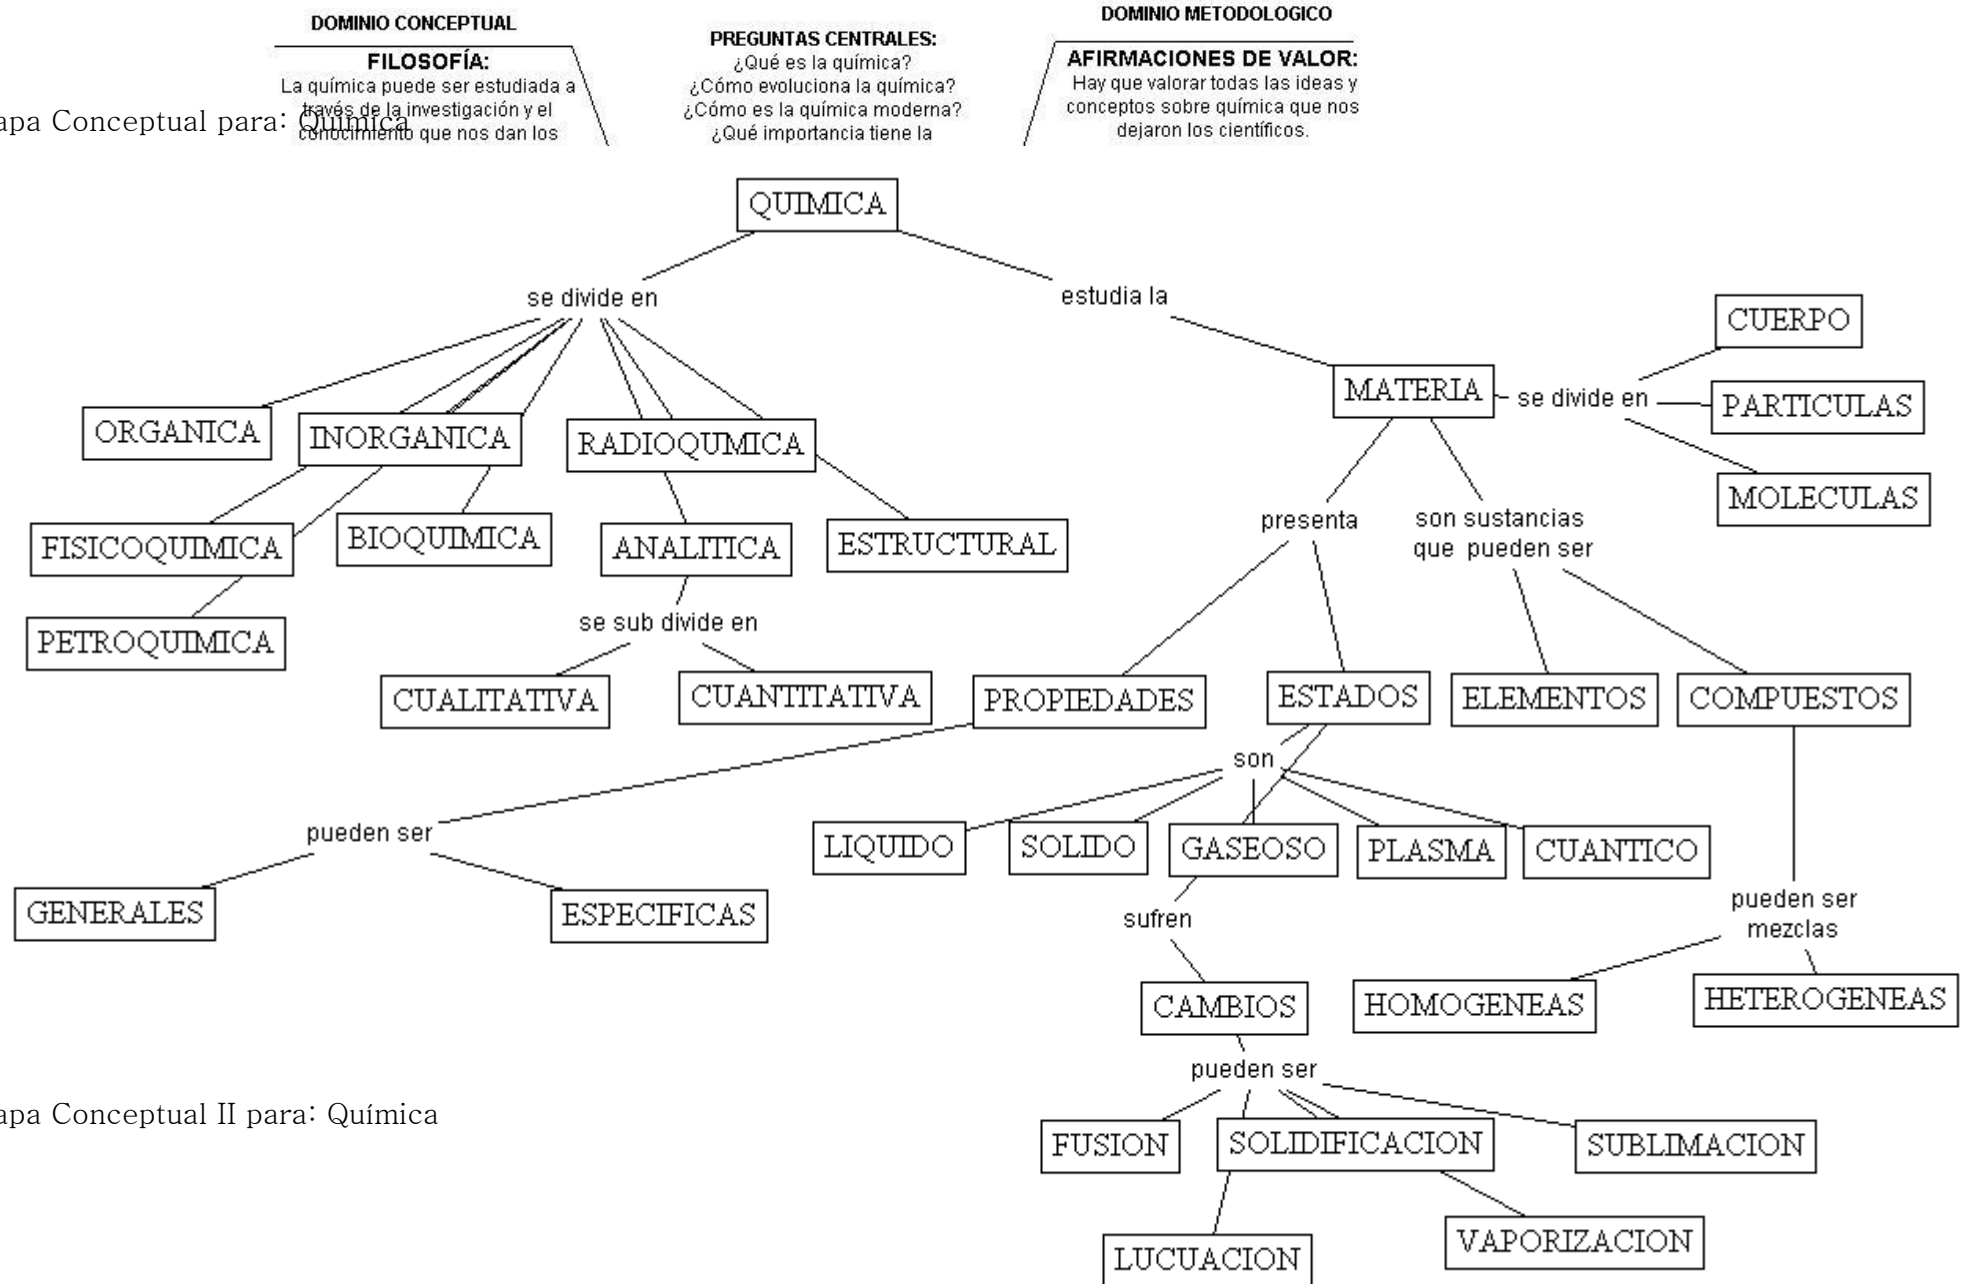 DOMINIO CONCEPTUAL
FILOSOFÍA:
La química puede ser estudiada a
través de la investigación y el
conocimiento que nos dan los
PREGUNTAS CENTRALES:
¿Qué es la química?
¿Cómo evoluciona la química?
¿Cómo es la química moderna?
¿Qué importancia tiene la
DOMINIO METODOLOGICO
AFIRMACIONES DE VALOR:
Hay que valorar todas las ideas y
conceptos sobre química que nos
dejaron los científicos.
apa Conceptual para: Química
QUIMICA
se divide en
estudia la
CUERPO
MATERIA
se divide en
PARTICULAS
MOLECULAS
ORGANICA
INORGANICA
RADIOQUMICA
FISICOQUIMICA
BIOQUIMICA
ANALITICA
ESTRUCTURAL
presenta
son sustancias
que pueden ser
PETROQUIMICA
se sub divide en
CUALITATIVA
CUANTITATIVA
PROPIEDADES
ESTADOS
ELEMENTOS
COMPUESTOS
son
pueden ser
LIQUIDO
SOLIDO
GASEOSO
PLASMA
CUANTICO
GENERALES
ESPECIFICAS
sufren
pueden ser
mezclas
CAMBIOS
HOMOGENEAS
HETEROGENEAS
pueden ser
apa Conceptual II para: Química
FUSION
SOLIDIFICACION
SUBLIMACION
LUCUACION
VAPORIZACION